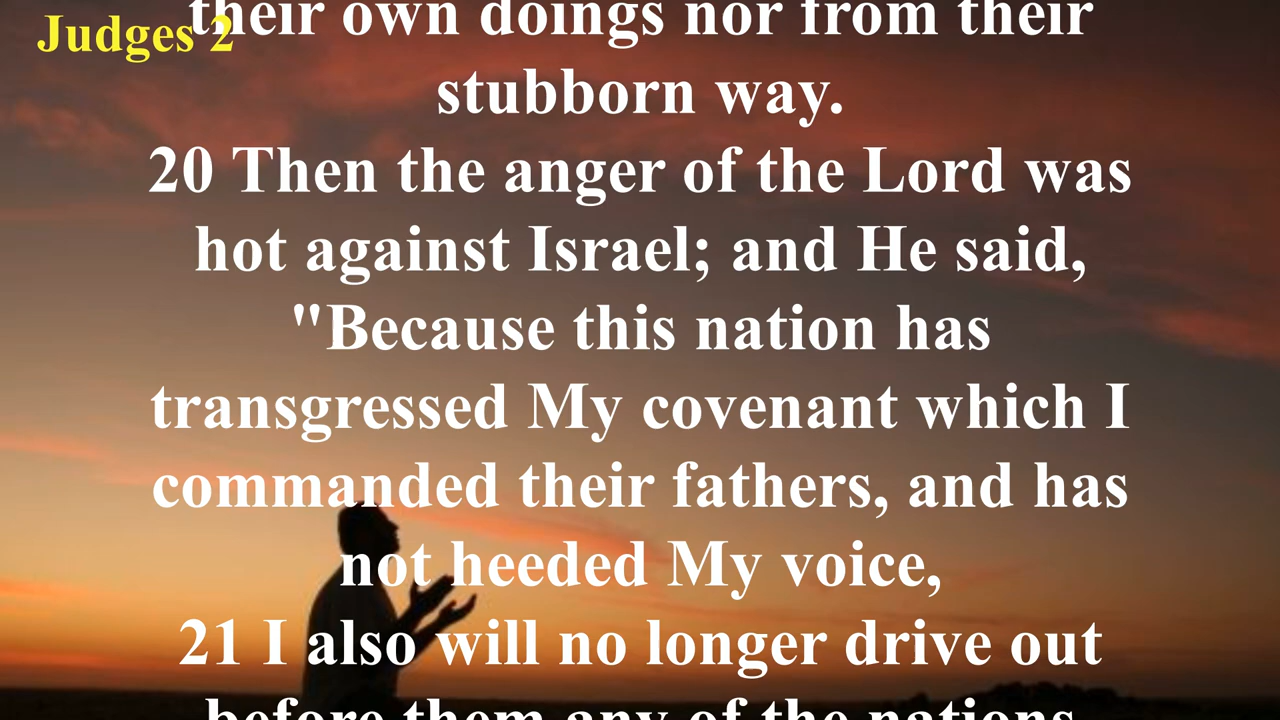 Judges 2
their own doings nor from their
stubborn way.
20 Then the anger of the Lord was
hot against Israel; and He said,
"Because this nation has
transgressed My covenant which I
commanded their fathers, and has
not heeded My voice,
21 I also will no longer drive out
before them any of the nations